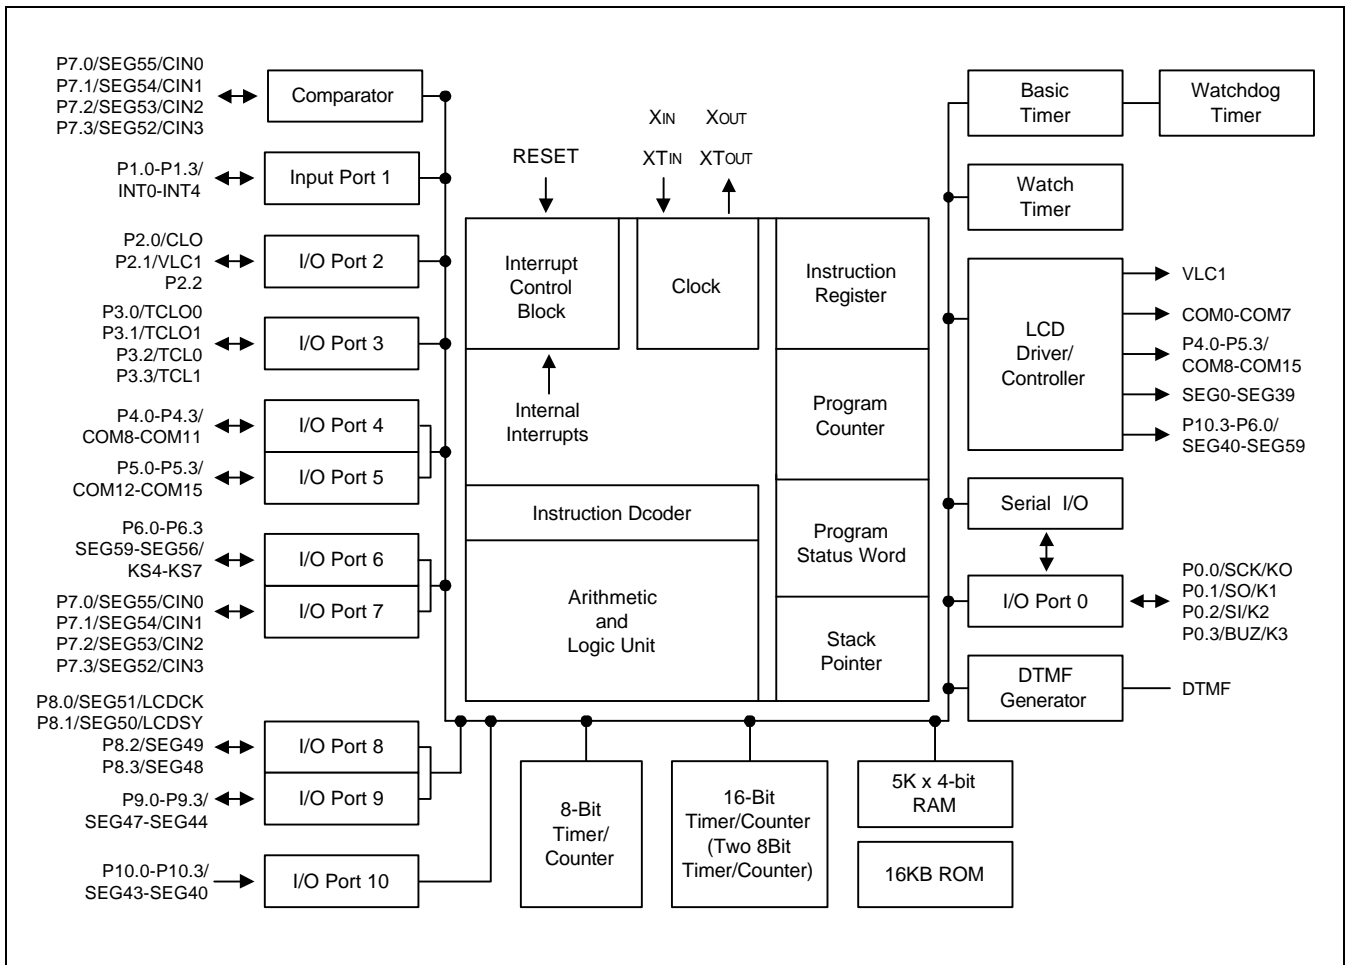 P7.0/SEG55/CIN0
P7.1/SEG54/CIN1
P7.2/SEG53/CIN2
P7.3/SEG52/CIN3
Comparator
P1.0-P1.3/
INT0-INT4
Input Port 1
P2.0/CLO
P2.1/VLC1
P2.2
I/O Port 2
P3.0/TCLO0
P3.1/TCLO1
P3.2/TCL0
P3.3/TCL1
I/O Port 3
P4.0-P4.3/
COM8-COM11
I/O Port 4
P5.0-P5.3/
COM12-COM15
I/O Port 5
P6.0-P6.3
SEG59-SEG56/
KS4-KS7
I/O Port 6
P7.0/SEG55/CIN0
P7.1/SEG54/CIN1
P7.2/SEG53/CIN2
P7.3/SEG52/CIN3
I/O Port 7
P8.0/SEG51/LCDCK
P8.1/SEG50/LCDSY
P8.2/SEG49
P8.3/SEG48
I/O Port 8
P9.0-P9.3/
SEG47-SEG44
I/O Port 9
P10.0-P10.3/
SEG43-SEG40
I/O Port 10
RESET
XIN XOUT
XTIN XTOUT
Interrupt
Control
Block
Clock
Instruction
Register
Internal
Interrupts
Program
Counter
Instruction Dcoder
Program
Status Word
Arithmetic
and
Logic Unit
Stack
Pointer
8-Bit
Timer/
Counter
16-Bit
Timer/Counter
(Two 8Bit
Timer/Counter)
5K x 4-bit
RAM
16KB ROM
Basic
Timer
Watchdog
Timer
Watch
Timer
LCD
Driver/
Controller
VLC1
COM0-COM7
P4.0-P5.3/
COM8-COM15
SEG0-SEG39
P10.3-P6.0/
SEG40-SEG59
Serial I/O
I/O Port 0
P0.0/SCK/KO
P0.1/SO/K1
P0.2/SI/K2
P0.3/BUZ/K3
DTMF
Generator
DTMF